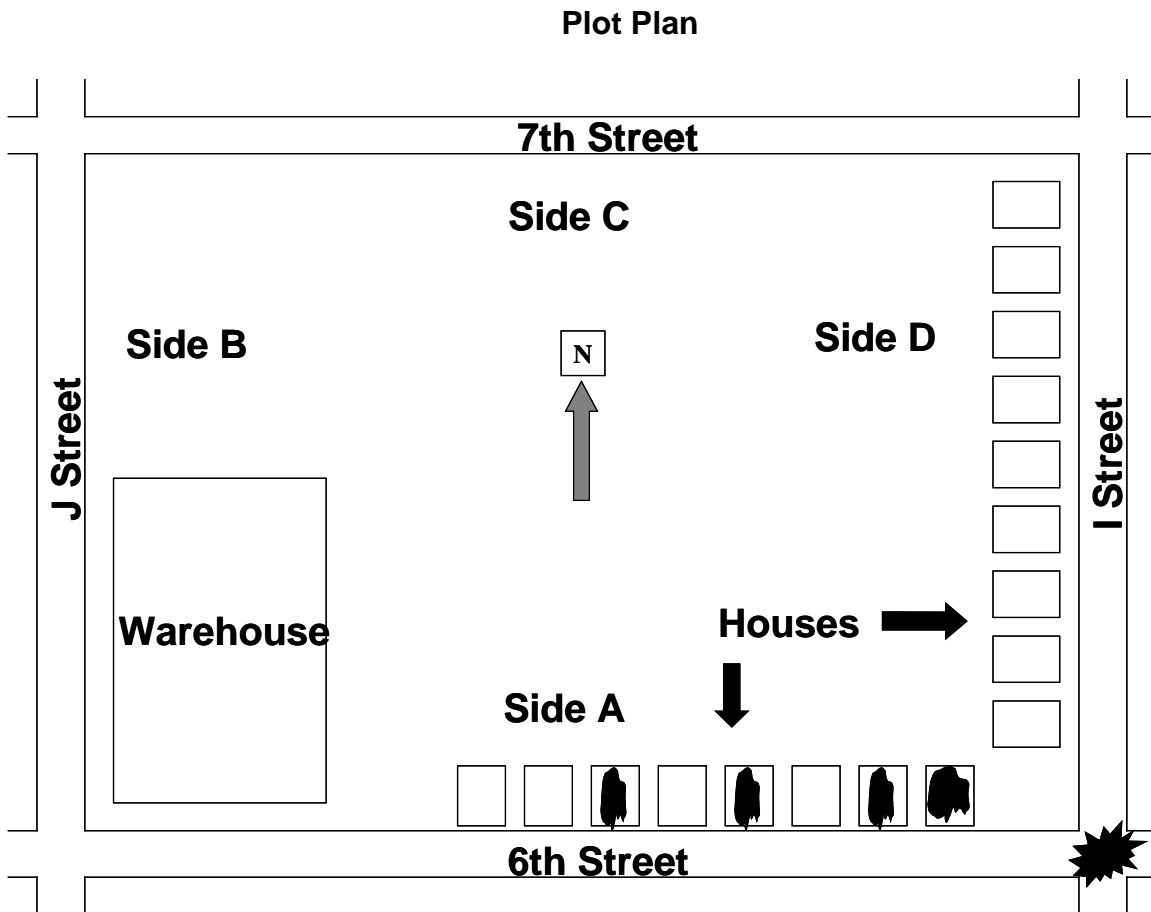 Plot Plan
7th Street
Side C
Side B
Side D
N
J Street
I Street
Warehouse
Houses
Side A
6th Street